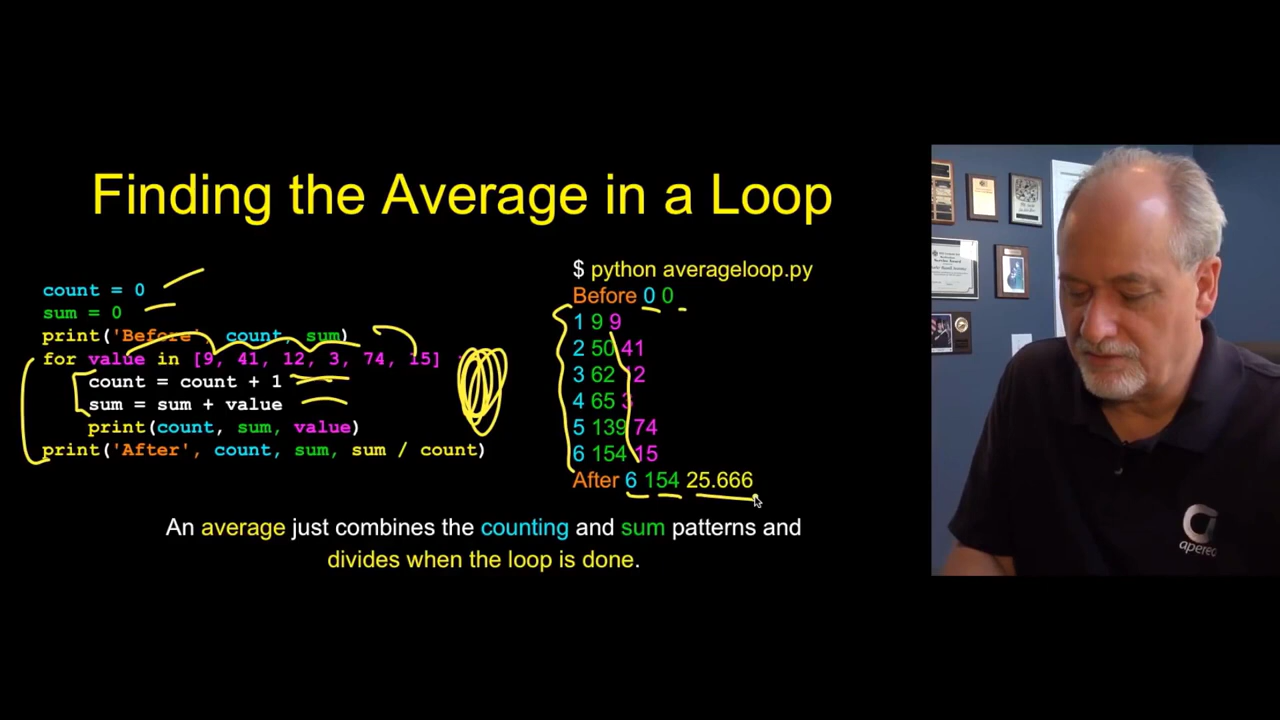 Finding the Average in a Loop
count = 0
sum = 0
print('Before', count, sum)
for value in [9, 41, 12, 3, 74, 15]
count = count + 1
sum = sum + value
print(count, sum, value)
print('After', count, sum, sum / count)
$ python averageloop.py
Before 0 0
1 9 9
2 50 41
3 62 12
4 65 3
5 139 74
6 154 15
After 6 154 25.666
An average just combines the counting and sum patterns and
divides when the loop is done.